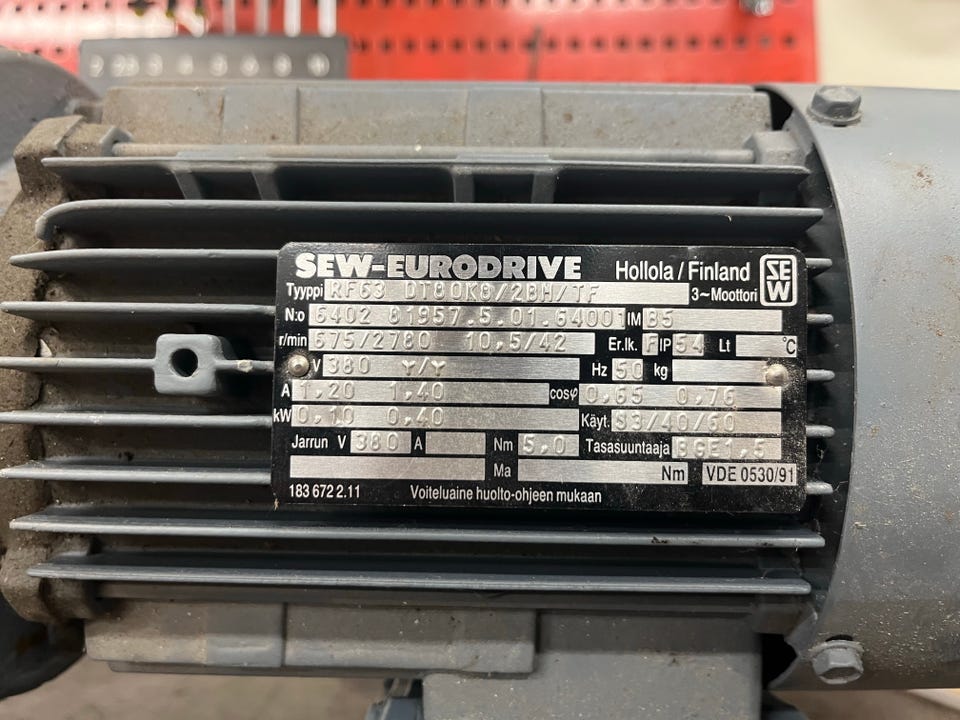 SEW-EURODRIVE Hollola / Finland SEW
Tyyppi RF63 DT80K8/2BH/TF 3~Moottori
N:o 6402 81957.5.01.64001 IM B5
r/min 675/2780 10,5/42 Er.lk. F IP 54 Lt °C
V 380 Y/Y Hz 50 kg
A 1,20 1,40 cosφ 0,65 0,76
kW 0,10 0,40 Käyt. S3/40/60
Jarrun V 380 A Nm 5,0 Tasasuuntaaja BGE1,5
Ma Nm VDE 0530/91
183 672 2.11 Voiteluaine huolto-ohjeen mukaan